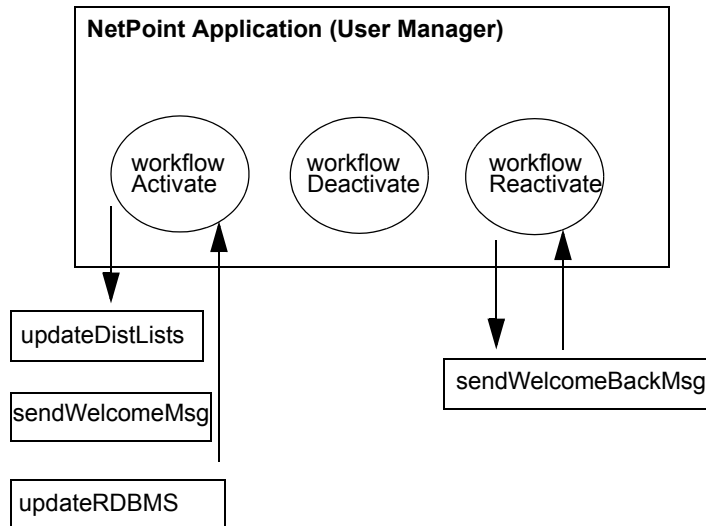 NetPoint Application (User Manager)
workflow
Activate
workflow
Deactivate
workflow
Reactivate
updateDistLists
sendWelcomeMsg
updateRDBMS
sendWelcomeBackMsg